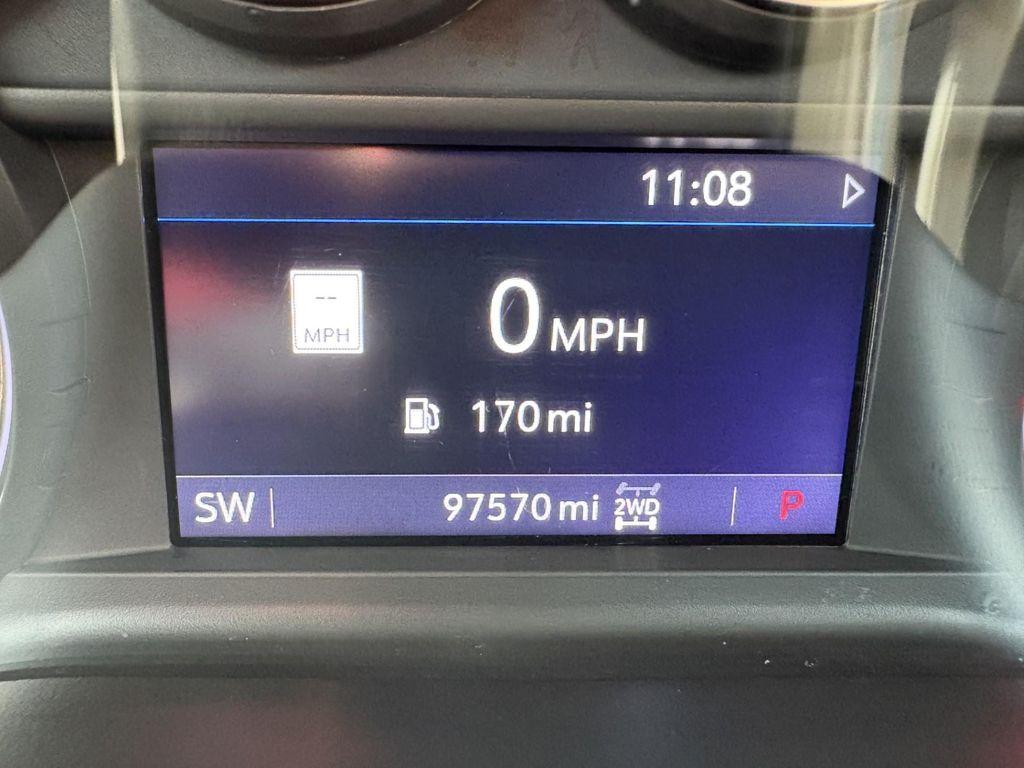 11:08
--
MPH
0 MPH
170 mi
SW
97570 mi 2WD
P